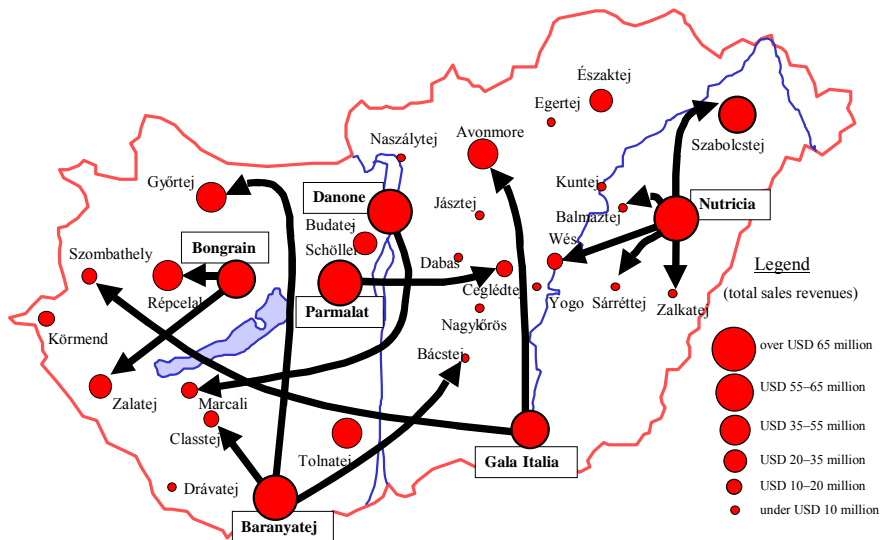 Északtej
Egertej
Avonmore
Szabolcstej
Naszálytej
Győrtej
Danone
Kuntej
Nutricia
Jásztej
Balmaztej
Budatej
Schöller
Wés
Szombathely
Bongrain
Dabas
Legend
Répcelak
Parmalat
Ceglédtej
Yogo
Sárréttej
Zalkatej
(total sales revenues)
Körmend
Nagykőrös
over USD 65 million
Bácstej
USD 55–65 million
Zalatej
Marcali
Classtej
Tolnatej
USD 35–55 million
Gala Italia
USD 20–35 million
Drávatej
USD 10–20 million
Baranyatej
under USD 10 million